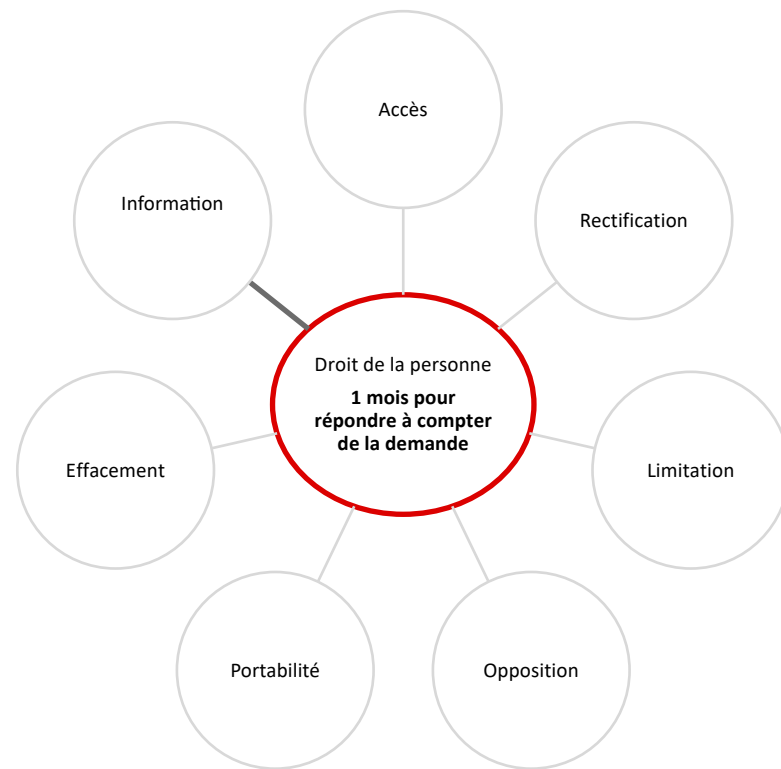 Accès
Information
Rectification
Droit de la personne
1 mois pour
répondre à compter
de la demande
Effacement
Limitation
Portabilité
Opposition